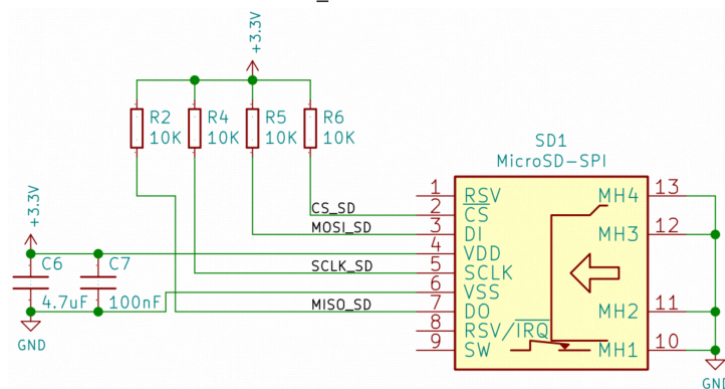 +3.3V
R2 R4 R5 R6
10K 10K 10K 10K
SD1
MicroSD-SPI
1 RSV MH4 13
CS_SD 2 CS
MOSI_SD 3 DI MH3 12
+3.3V
4 VDD
C6 C7
SCLK_SD 5 SCLK
6 VSS
4.7uF 100nF MISO_SD 7 DO MH2 11
8 RSV/IRQ
GND
9 SW MH1 10
GND